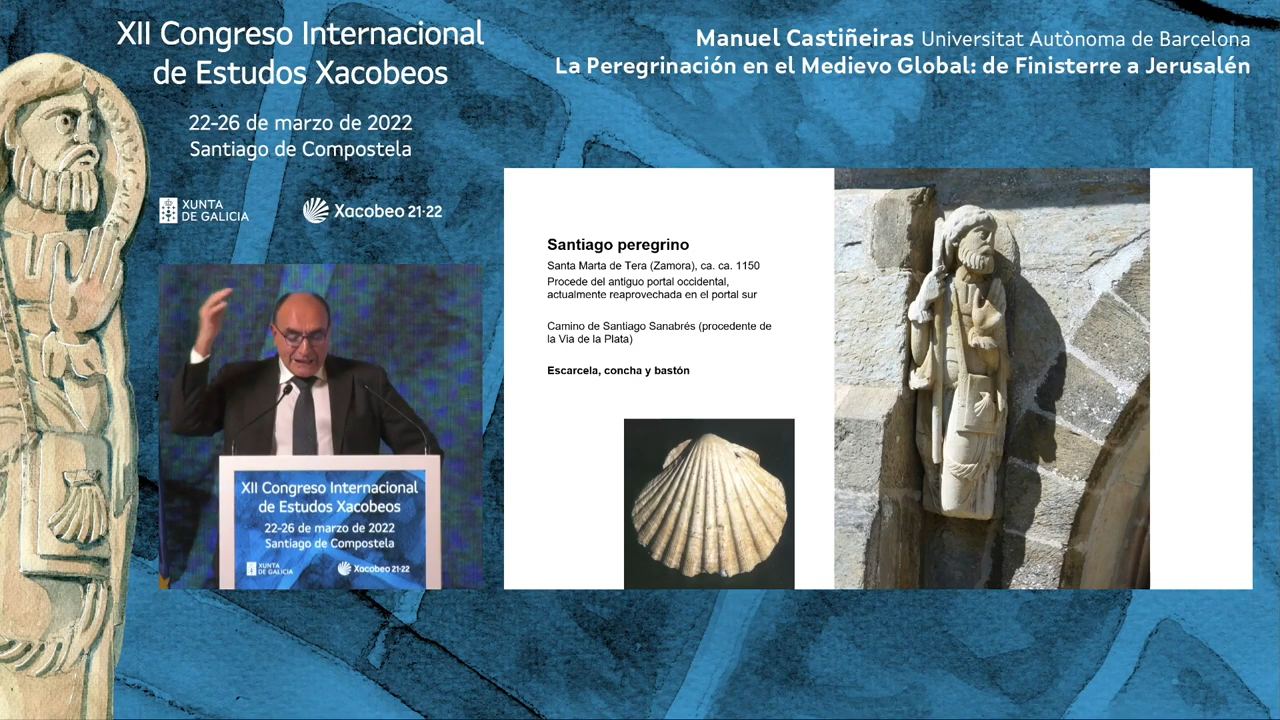 XII Congreso Internacional
de Estudos Xacobeos
22-26 de marzo de 2022
Santiago de Compostela
XUNTA
DE GALICIA
Xacobeo 21·22
Manuel Castiñeiras Universitat Autònoma de Barcelona
La Peregrinación en el Medievo Global: de Finisterre a Jerusalén
Santiago peregrino
Santa Marta de Tera (Zamora), ca. ca. 1150
Procede del antiguo portal occidental,
actualmente reaprovechada en el portal sur
Camino de Santiago Sanabrés (procedente de
la Via de la Plata)
Escarcela, concha y bastón
XII Congreso Internacional
de Estudos Xacobeos
22-26 de marzo de 2022
Santiago de Compostela
XUNTA
DE GALICIA
Xacobeo 21·22